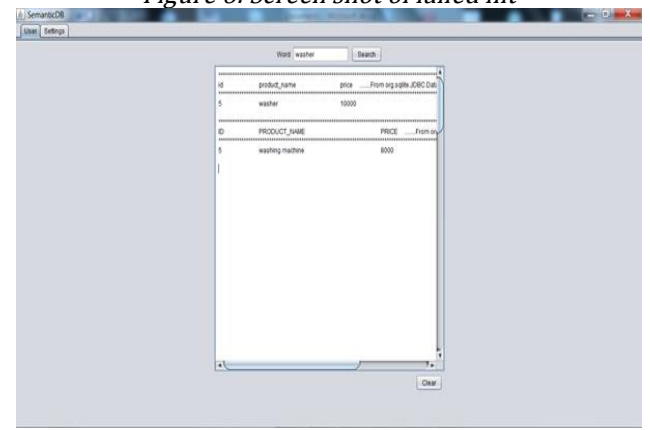 Figure 6: Screen shot of failed hit
SemanticDB
User Settings
Word washer Search
id product_name price ......From org.sqlite.JDBC Dat
5 washer 10000
ID PRODUCT_NAME PRICE ......From or
5 washing machine 8000
Clear